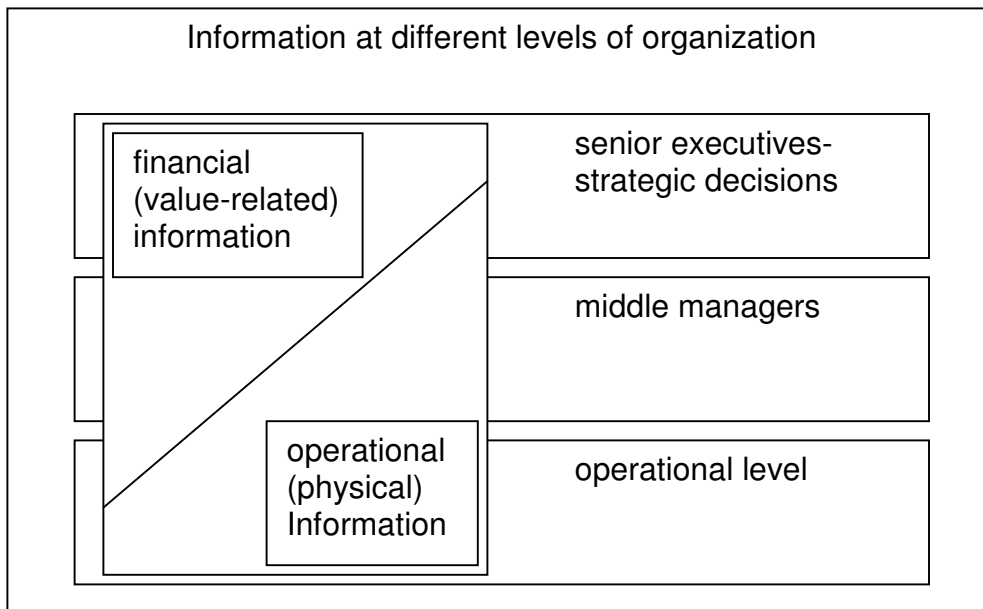 Information at different levels of organization
financial
(value-related)
information
senior executives-
strategic decisions
middle managers
operational
(physical)
Information
operational level